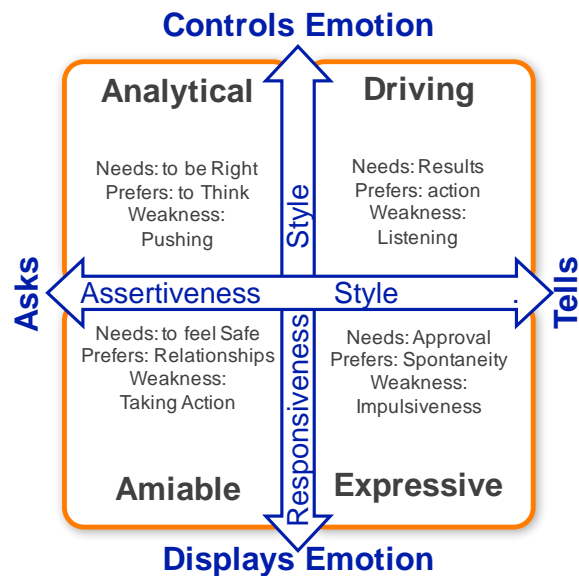 Controls Emotion
Analytical
Needs: to be Right
Prefers: to Think
Weakness:
Pushing
Driving
Needs: Results
Prefers: action
Weakness:
Listening
Asks
Assertiveness Style .
Tells
Responsiveness Style
Needs: to feel Safe
Prefers: Relationships
Weakness:
Taking Action
Amiable
Needs: Approval
Prefers: Spontaneity
Weakness:
Impulsiveness
Expressive
Displays Emotion